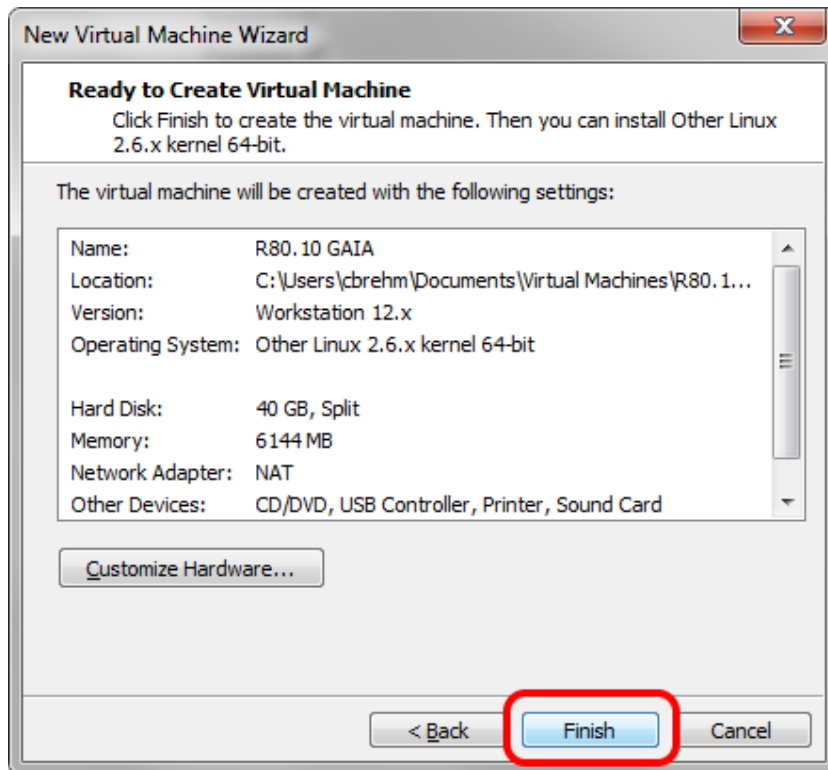 New Virtual Machine Wizard
Ready to Create Virtual Machine
Click Finish to create the virtual machine. Then you can install Other Linux
2.6.x kernel 64-bit.
The virtual machine will be created with the following settings:
Name: R80.10 GAIA
Location: C:\Users\cbrehm\Documents\Virtual Machines\R80.1...
Version: Workstation 12.x
Operating System: Other Linux 2.6.x kernel 64-bit
Hard Disk: 40 GB, Split
Memory: 6144 MB
Network Adapter: NAT
Other Devices: CD/DVD, USB Controller, Printer, Sound Card
Customize Hardware...
< Back Finish Cancel